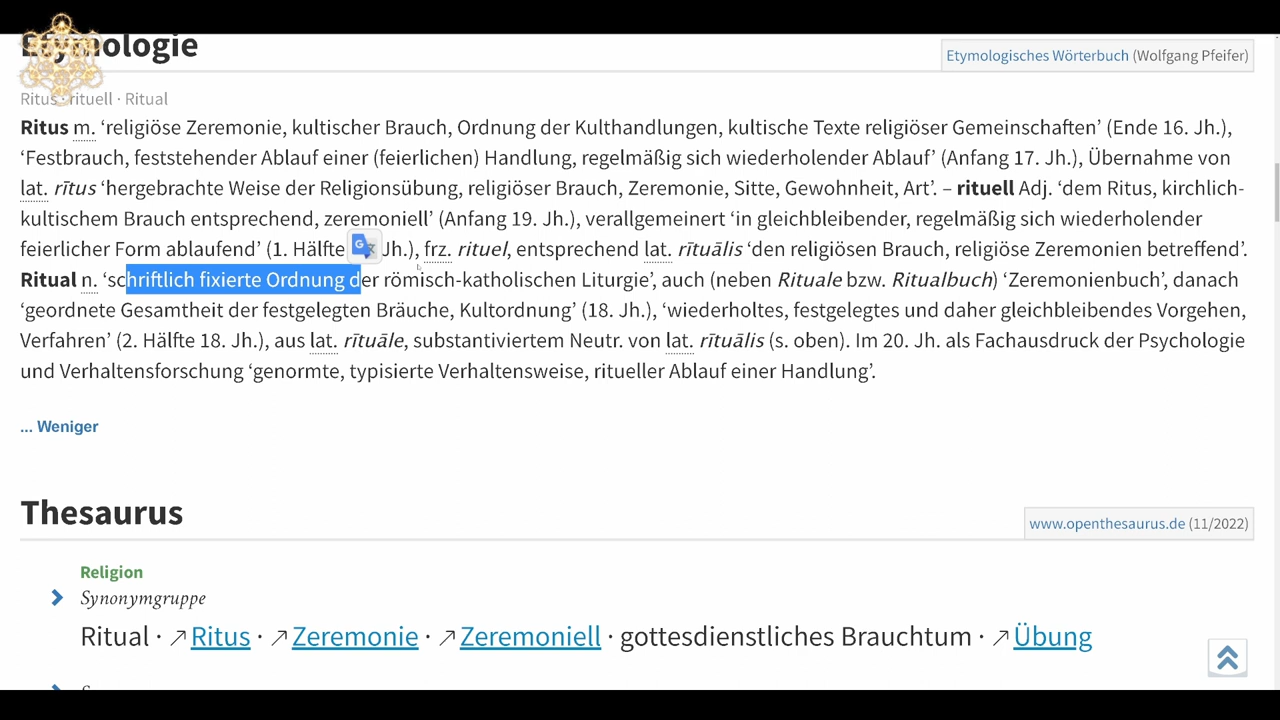 Etymologie
Etymologisches Wörterbuch (Wolfgang Pfeifer)
Ritus · rituell · Ritual
Ritus m. ‘religiöse Zeremonie, kultischer Brauch, Ordnung der Kulthandlungen, kultische Texte religiöser Gemeinschaften’ (Ende 16. Jh.),
‘Festbrauch, feststehender Ablauf einer (feierlichen) Handlung, regelmäßig sich wiederholender Ablauf’ (Anfang 17. Jh.), Übernahme von
lat. rītus ‘hergebrachte Weise der Religionsübung, religiöser Brauch, Zeremonie, Sitte, Gewohnheit, Art’. – rituell Adj. ‘dem Ritus, kirchlich-
kultischem Brauch entsprechend, zeremoniell’ (Anfang 19. Jh.), verallgemeinert ‘in gleichbleibender, regelmäßig sich wiederholender
feierlicher Form ablaufend’ (1. Hälfte Jh.), frz. rituel, entsprechend lat. rītuālis ‘den religiösen Brauch, religiöse Zeremonien betreffend’.
Ritual n. ‘schriftlich fixierte Ordnung der römisch-katholischen Liturgie’, auch (neben Rituale bzw. Ritualbuch) ‘Zeremonienbuch’, danach
‘geordnete Gesamtheit der festgelegten Bräuche, Kultordnung’ (18. Jh.), ‘wiederholtes, festgelegtes und daher gleichbleibendes Vorgehen,
Verfahren’ (2. Hälfte 18. Jh.), aus lat. rītuāle, substantiviertem Neutr. von lat. rītuālis (s. oben). Im 20. Jh. als Fachausdruck der Psychologie
und Verhaltensforschung ‘genormte, typisierte Verhaltensweise, ritueller Ablauf einer Handlung’.
... Weniger
Thesaurus
www.openthesaurus.de (11/2022)
Religion
Synonymgruppe
Ritual · ↗Ritus · ↗Zeremonie · ↗Zeremoniell · gottesdienstliches Brauchtum · ↗Übung